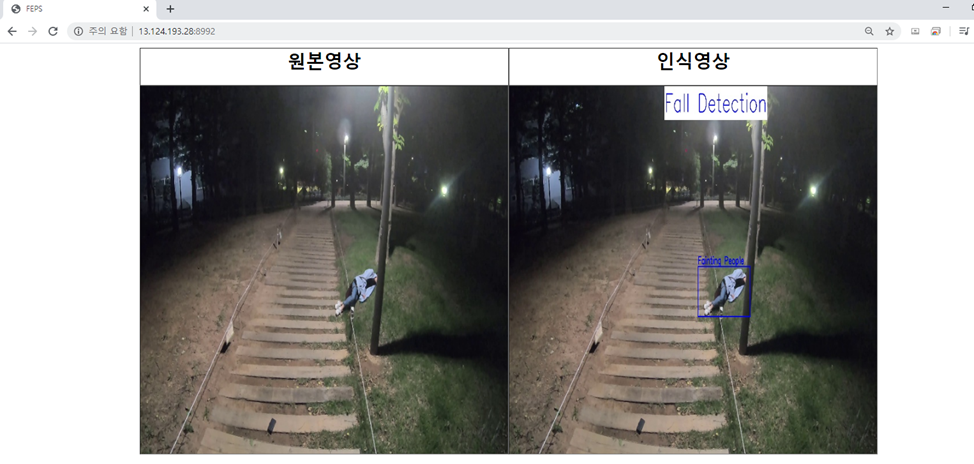 FEPS
주의 요함 | 13.124.193.28:8992
원본영상
인식영상
Fall Detection
Fainting People